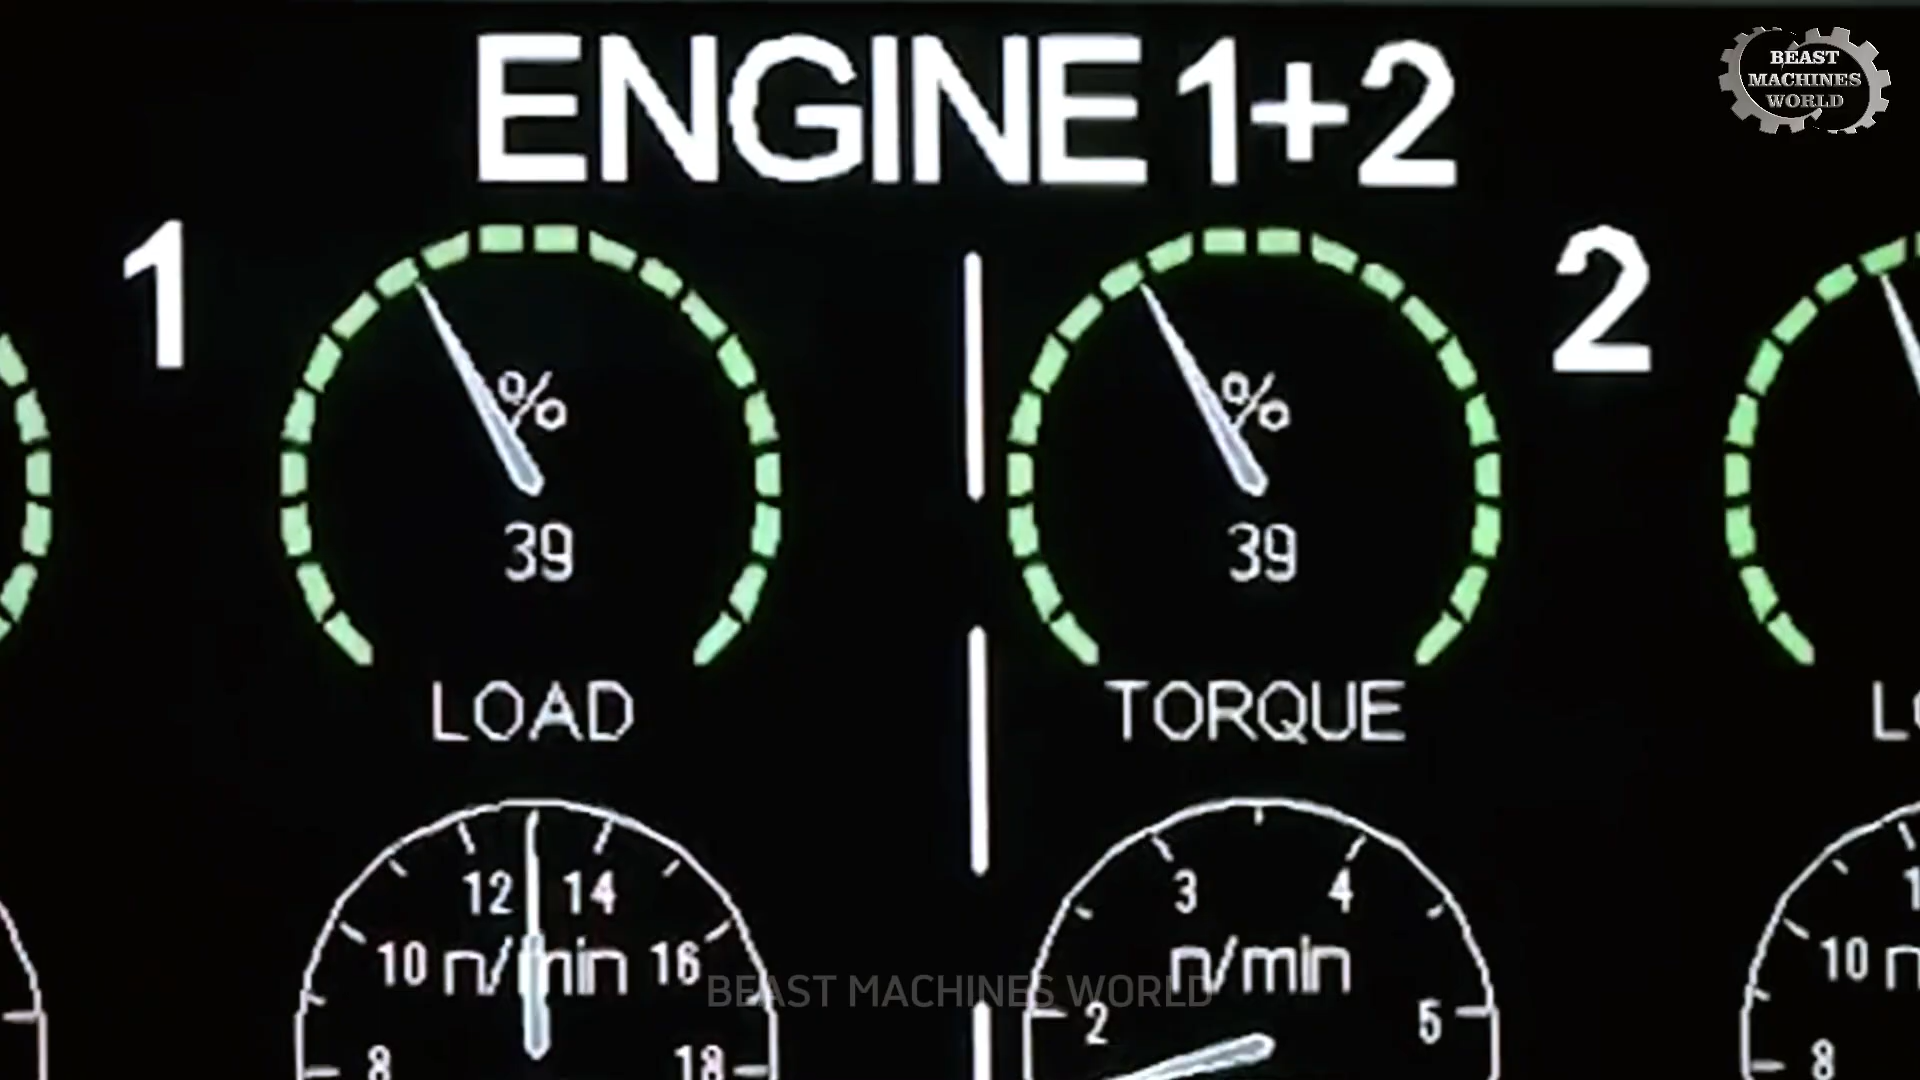 ENGINE 1+2
BEAST
MACHINES
WORLD
1
2
%
%
39
39
LOAD
TORQUE
12 14
3 4
10 n/min 16
n/min
10
BEAST MACHINES WORLD
2 5
8 18
8